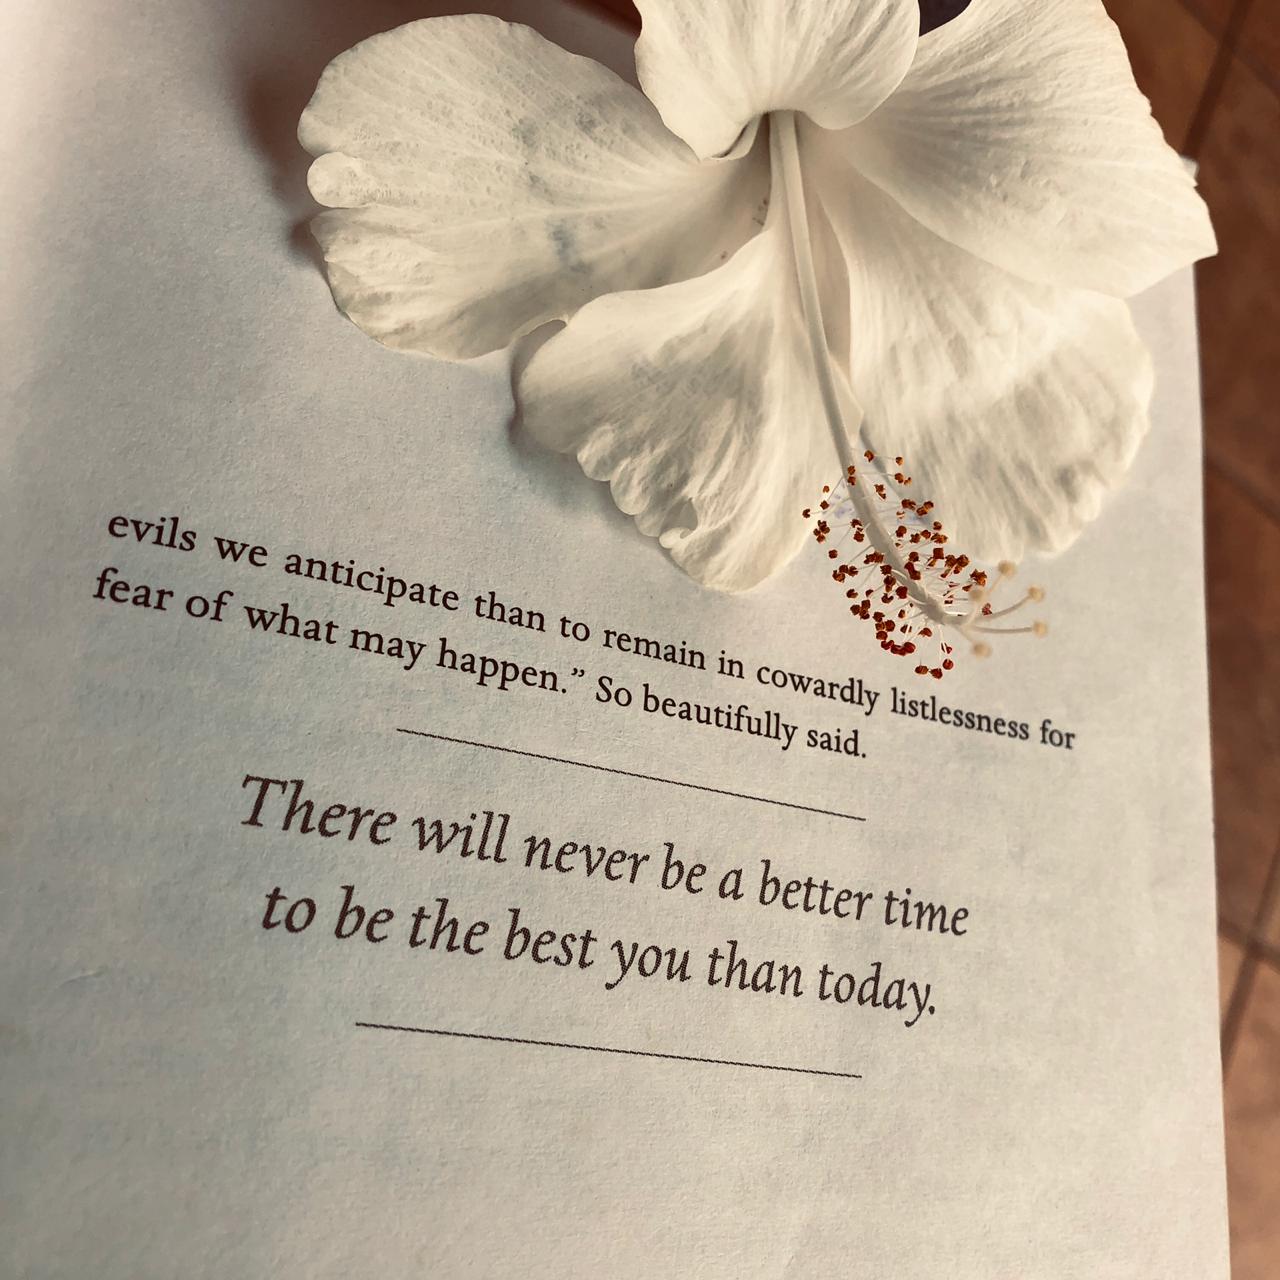 evils we anticipate than to remain in cowardly listlessness for
fear of what may happen.” So beautifully said.
There will never be a better time
to be the best you than today.